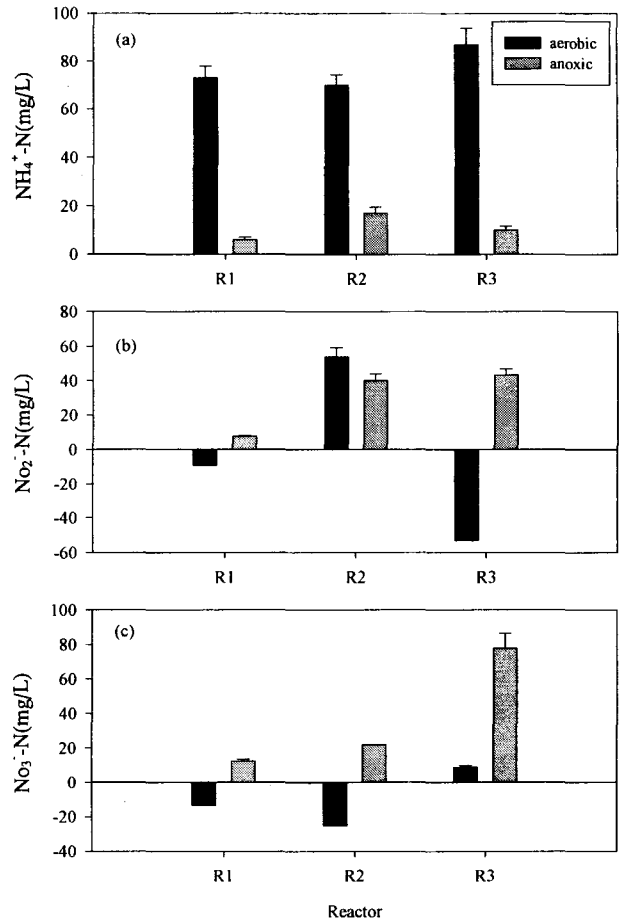 (a)
aerobic
anoxic
NH₄⁺-N(mg/L)
100
80
60
40
20
0
R1 R2 R3
(b)
No₂⁻-N(mg/L)
80
60
40
20
0
-20
-40
-60
R1 R2 R3
(c)
No₃⁻-N(mg/L)
100
80
60
40
20
0
-20
-40
R1 R2 R3
Reactor